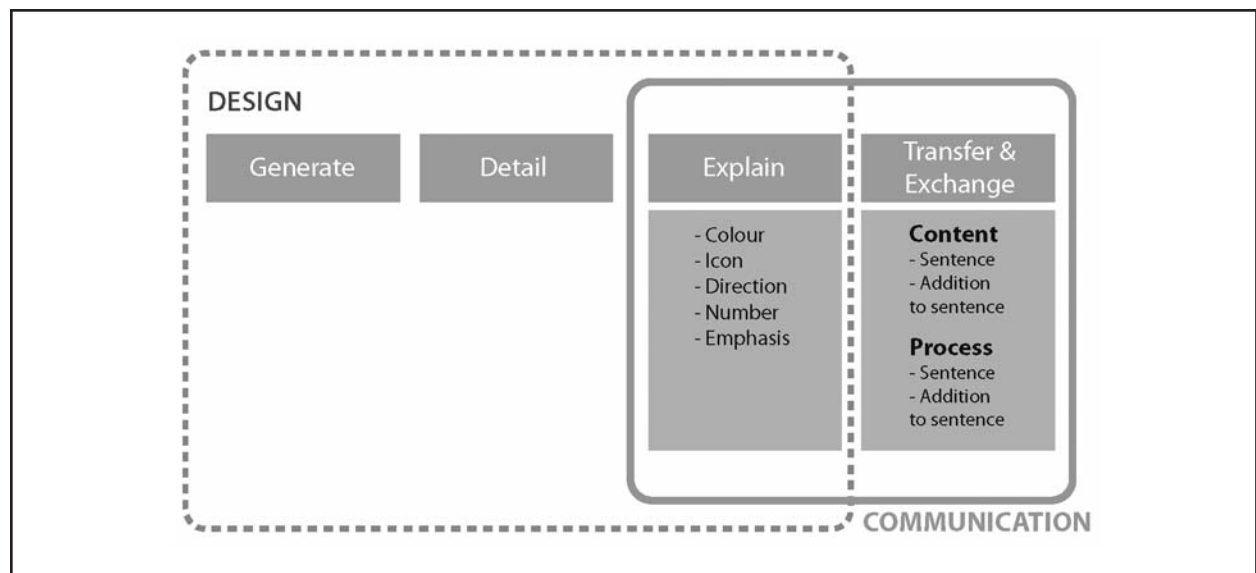 DESIGN
Generate
Detail
Explain
Transfer &
Exchange
- Colour
- Icon
- Direction
- Number
- Emphasis
Content
- Sentence
- Addition
to sentence
Process
- Sentence
- Addition
to sentence
COMMUNICATION